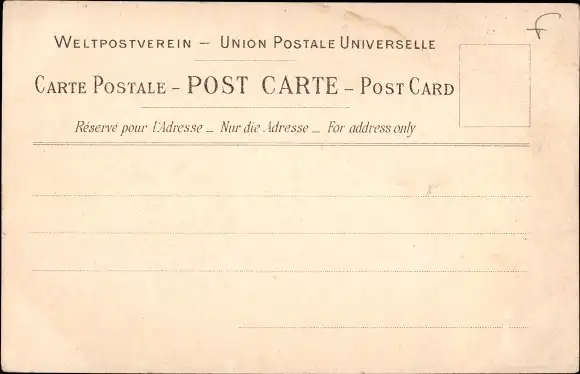 WELTPOSTVEREIN – UNION POSTALE UNIVERSELLE
CARTE POSTALE – POST CARTE – POST CARD
Réservé pour l'Adresse – Nur die Adresse – For address only